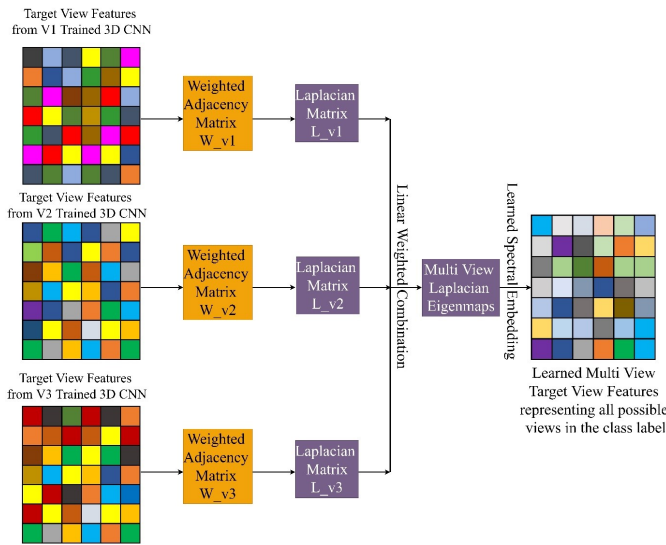 Target View Features
from V1 Trained 3D CNN
Weighted
Adjacency
Matrix
W_v1
Laplacian
Matrix
L_v1
Target View Features
from V2 Trained 3D CNN
Weighted
Adjacency
Matrix
W_v2
Laplacian
Matrix
L_v2
Linear Weighted Combination
Multi View
Laplacian
Eigenmaps
Learned Spectral Embedding
Learned Multi View
Target View Features
representing all possible
views in the class label
Target View Features
from V3 Trained 3D CNN
Weighted
Adjacency
Matrix
W_v3
Laplacian
Matrix
L_v3